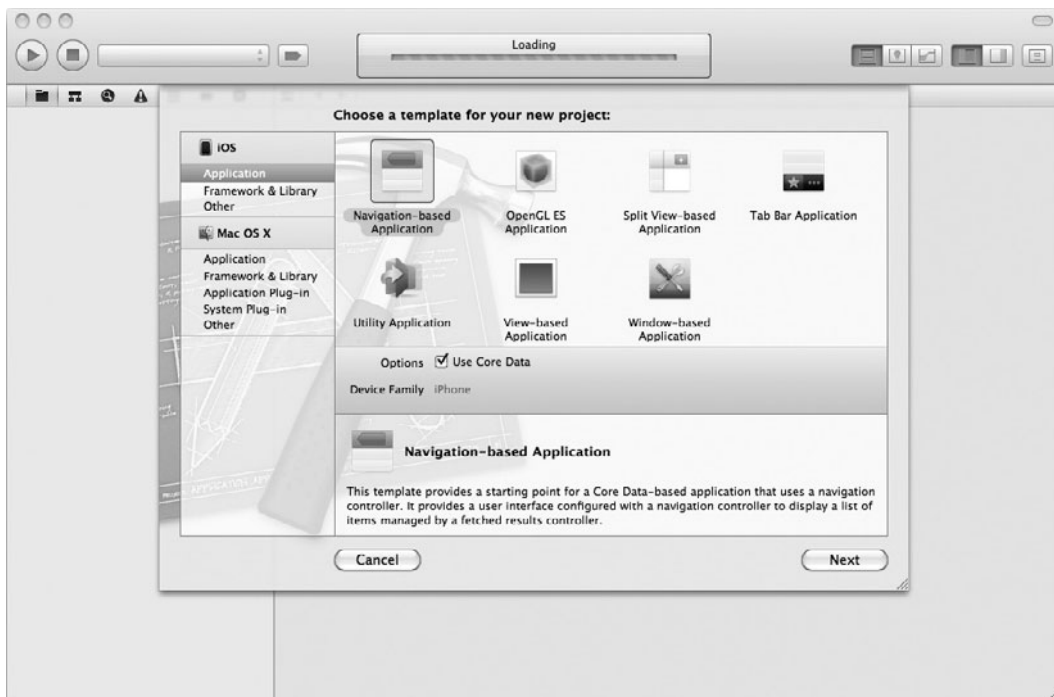 Loading
Choose a template for your new project:
iOS
Application
Framework & Library
Other
Mac OS X
Application
Framework & Library
Application Plug-in
System Plug-in
Other
Navigation-based
Application
OpenGL ES
Application
Split View-based
Application
Tab Bar Application
Utility Application
View-based
Application
Window-based
Application
Options Use Core Data
Device Family iPhone
Navigation-based Application
This template provides a starting point for a Core Data-based application that uses a navigation
controller. It provides a user interface configured with a navigation controller to display a list of
items managed by a fetched results controller.
Cancel
Next